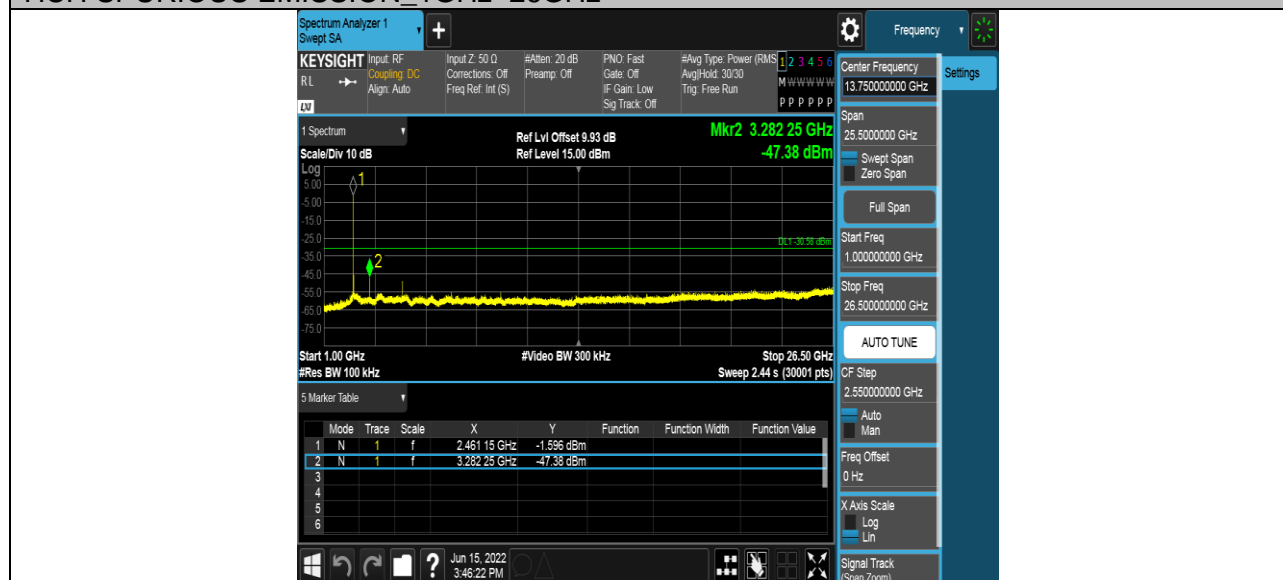 Spectrum Analyzer 1
Swept SA
Frequency
KEYSIGHT
RL
LXI
Input: RF
Coupling: DC
Align: Auto
Input Z: 50 Ω
Corrections: Off
Freq Ref: Int (S)
#Atten: 20 dB
Preamp: Off
PNO: Fast
Gate: Off
IF Gain: Low
Sig Track: Off
#Avg Type: Power (RMS
Avg|Hold: 30/30
Trig: Free Run
1 2 3 4 5 6
M W W W W W
P P P P P P
1 Spectrum
Scale/Div 10 dB
Ref Lvl Offset 9.93 dB
Ref Level 15.00 dBm
Mkr2 3.282 25 GHz
-47.38 dBm
Log
5.00
-5.00
-15.0
-25.0
-35.0
-45.0
-55.0
-65.0
-75.0
1
2
DL1 -30.56 dBm
Start 1.00 GHz
#Res BW 100 kHz
#Video BW 300 kHz
Stop 26.50 GHz
Sweep 2.44 s (30001 pts)
5 Marker Table
Mode Trace Scale X Y Function Function Width Function Value
1 N 1 f 2.461 15 GHz -1.596 dBm
2 N 1 f 3.282 25 GHz -47.38 dBm
3
4
5
6
?
Jun 15, 2022
3:46:22 PM
Center Frequency
13.750000000 GHz
Settings
Span
25.5000000 GHz
Swept Span
Zero Span
Full Span
Start Freq
1.000000000 GHz
Stop Freq
26.500000000 GHz
AUTO TUNE
CF Step
2.550000000 GHz
Auto
Man
Freq Offset
0 Hz
X Axis Scale
Log
Lin
Signal Track
(Span Zoom)